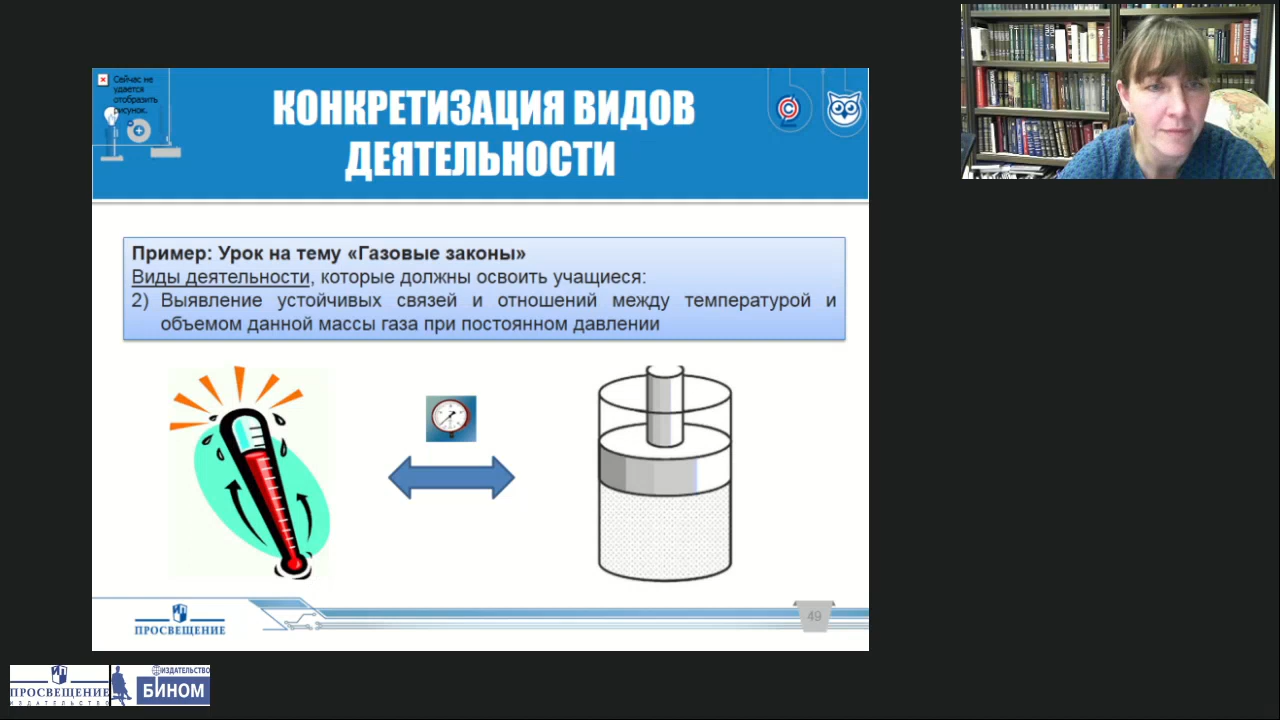 Сейчас не
удается
отобразить
рисунок.
КОНКРЕТИЗАЦИЯ ВИДОВ
ДЕЯТЕЛЬНОСТИ
Пример: Урок на тему «Газовые законы»
Виды деятельности, которые должны освоить учащиеся:
2) Выявление устойчивых связей и отношений между температурой и
объемом данной массы газа при постоянном давлении
ПРОСВЕЩЕНИЕ
49
ПРОСВЕЩЕНИЕ
ИЗДАТЕЛЬСТВО
ИЗДАТЕЛЬСТВО
БИНОМ